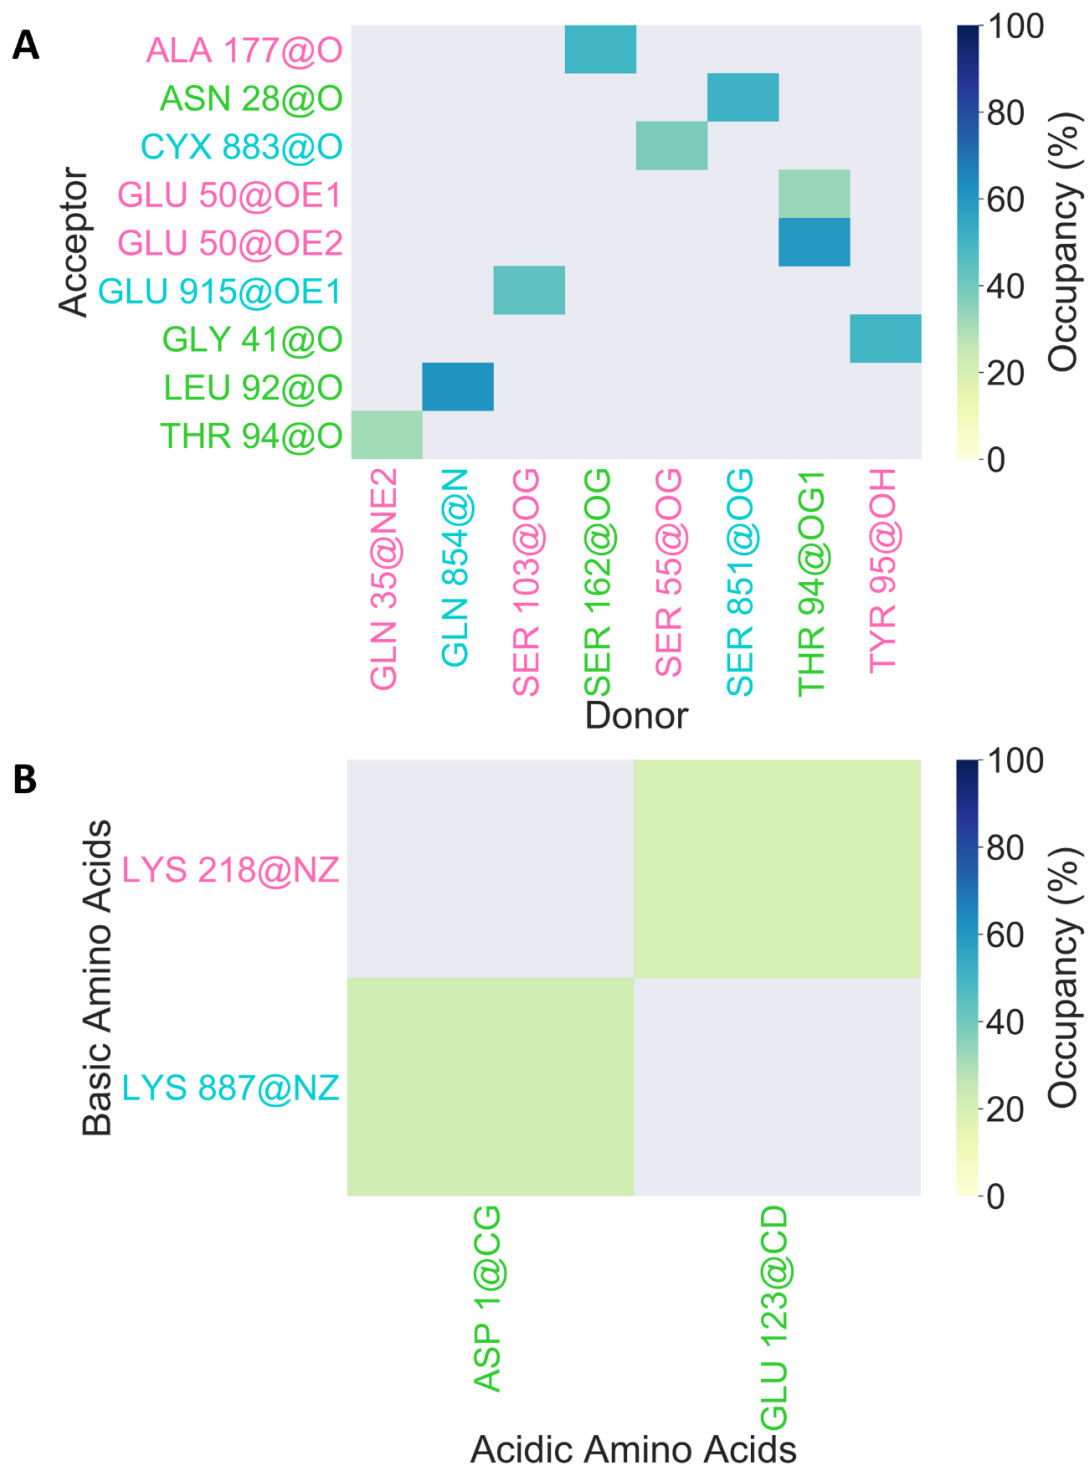 A
Acceptor
ALA 177@O
ASN 28@O
CYX 883@O
GLU 50@OE1
GLU 50@OE2
GLU 915@OE1
GLY 41@O
LEU 92@O
THR 94@O
GLN 35@NE2
GLN 854@N
SER 103@OG
SER 162@OG
SER 55@OG
SER 851@OG
THR 94@OG1
TYR 95@OH
Donor
100
80
60
40
20
0
Occupancy (%)
B
Basic Amino Acids
LYS 218@NZ
LYS 887@NZ
ASP 1@CG
GLU 123@CD
Acidic Amino Acids
100
80
60
40
20
0
Occupancy (%)